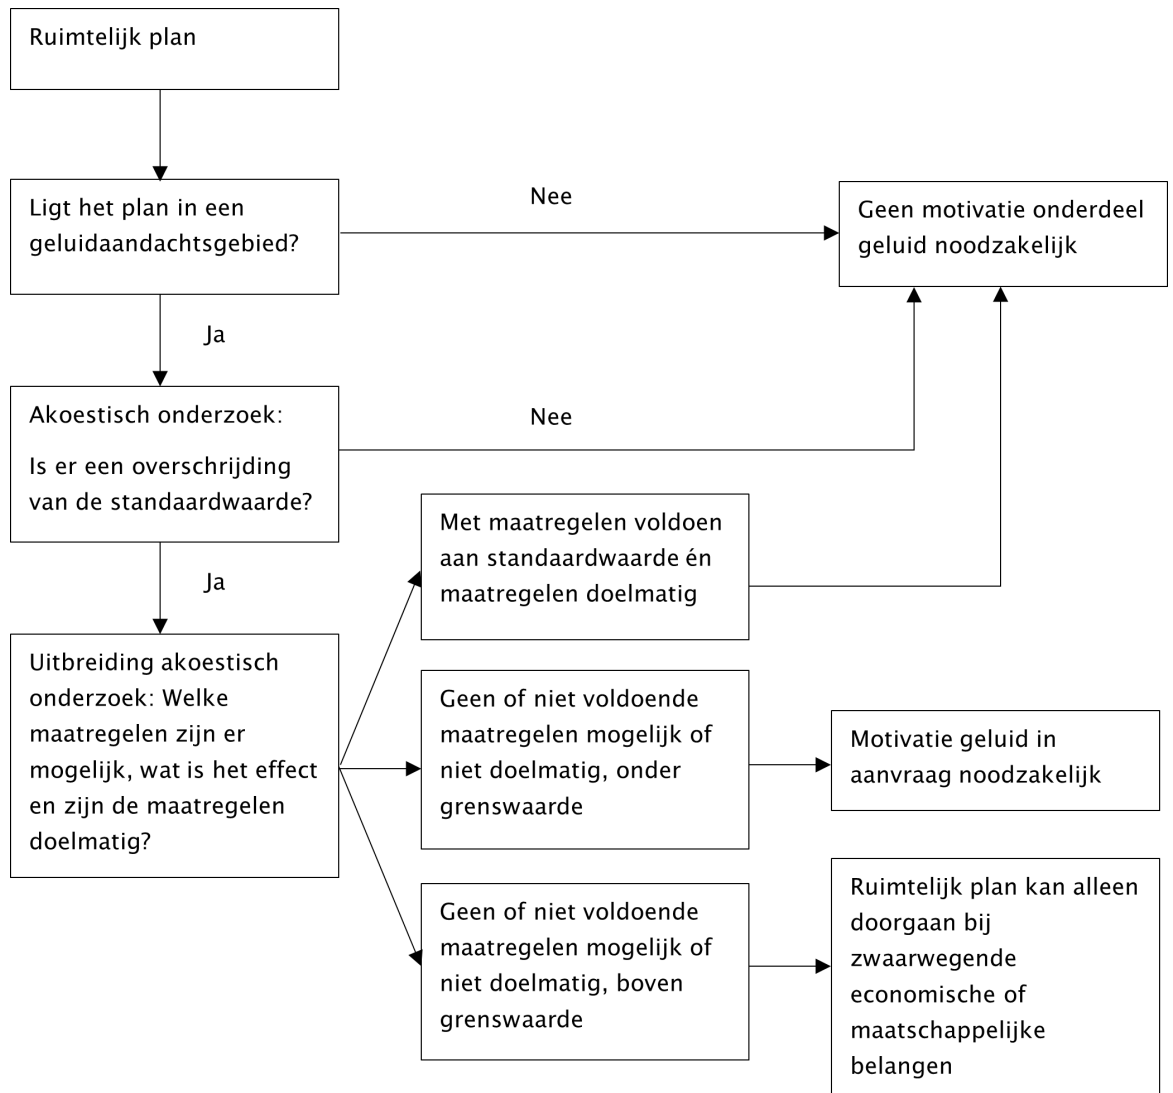 Ruimtelijk plan
Ligt het plan in een
geluidaandachtsgebied?
Nee
Geen motivatie onderdeel
geluid noodzakelijk
Ja
Akoestisch onderzoek:
Is er een overschrijding
van de standaardwaarde?
Nee
Ja
Met maatregelen voldoen
aan standaardwaarde én
maatregelen doelmatig
Uitbreiding akoestisch
onderzoek: Welke
maatregelen zijn er
mogelijk, wat is het effect
en zijn de maatregelen
doelmatig?
Geen of niet voldoende
maatregelen mogelijk of
niet doelmatig, onder
grenswaarde
Motivatie geluid in
aanvraag noodzakelijk
Geen of niet voldoende
maatregelen mogelijk of
niet doelmatig, boven
grenswaarde
Ruimtelijk plan kan alleen
doorgaan bij
zwaarwegende
economische of
maatschappelijke
belangen